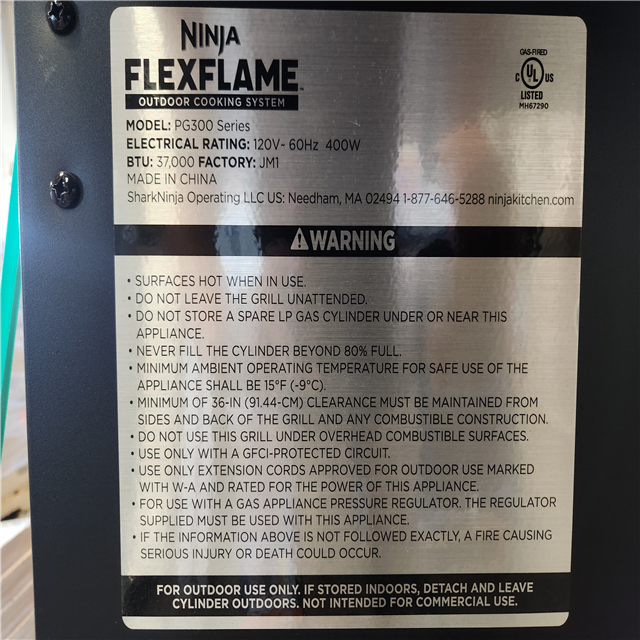 NINJA
FLEXFLAME™
OUTDOOR COOKING SYSTEM
GAS-FIRED
C UL US
LISTED
MH67290
MODEL: PG300 Series
ELECTRICAL RATING: 120V~ 60Hz 400W
BTU: 37,000 FACTORY: JM1
MADE IN CHINA
SharkNinja Operating LLC US: Needham, MA 02494 1-877-646-5288 ninjakitchen.com
⚠WARNING
• SURFACES HOT WHEN IN USE.
• DO NOT LEAVE THE GRILL UNATTENDED.
• DO NOT STORE A SPARE LP GAS CYLINDER UNDER OR NEAR THIS
APPLIANCE.
• NEVER FILL THE CYLINDER BEYOND 80% FULL.
• MINIMUM AMBIENT OPERATING TEMPERATURE FOR SAFE USE OF THE
APPLIANCE SHALL BE 15°F (-9°C).
• MINIMUM OF 36-IN (91.44-CM) CLEARANCE MUST BE MAINTAINED FROM
SIDES AND BACK OF THE GRILL AND ANY COMBUSTIBLE CONSTRUCTION.
• DO NOT USE THIS GRILL UNDER OVERHEAD COMBUSTIBLE SURFACES.
• USE ONLY WITH A GFCI-PROTECTED CIRCUIT.
• USE ONLY EXTENSION CORDS APPROVED FOR OUTDOOR USE MARKED
WITH W-A AND RATED FOR THE POWER OF THIS APPLIANCE.
• FOR USE WITH A GAS APPLIANCE PRESSURE REGULATOR. THE REGULATOR
SUPPLIED MUST BE USED WITH THIS APPLIANCE.
• IF THE INFORMATION ABOVE IS NOT FOLLOWED EXACTLY, A FIRE CAUSING
SERIOUS INJURY OR DEATH COULD OCCUR.
FOR OUTDOOR USE ONLY. IF STORED INDOORS, DETACH AND LEAVE
CYLINDER OUTDOORS. NOT INTENDED FOR COMMERCIAL USE.